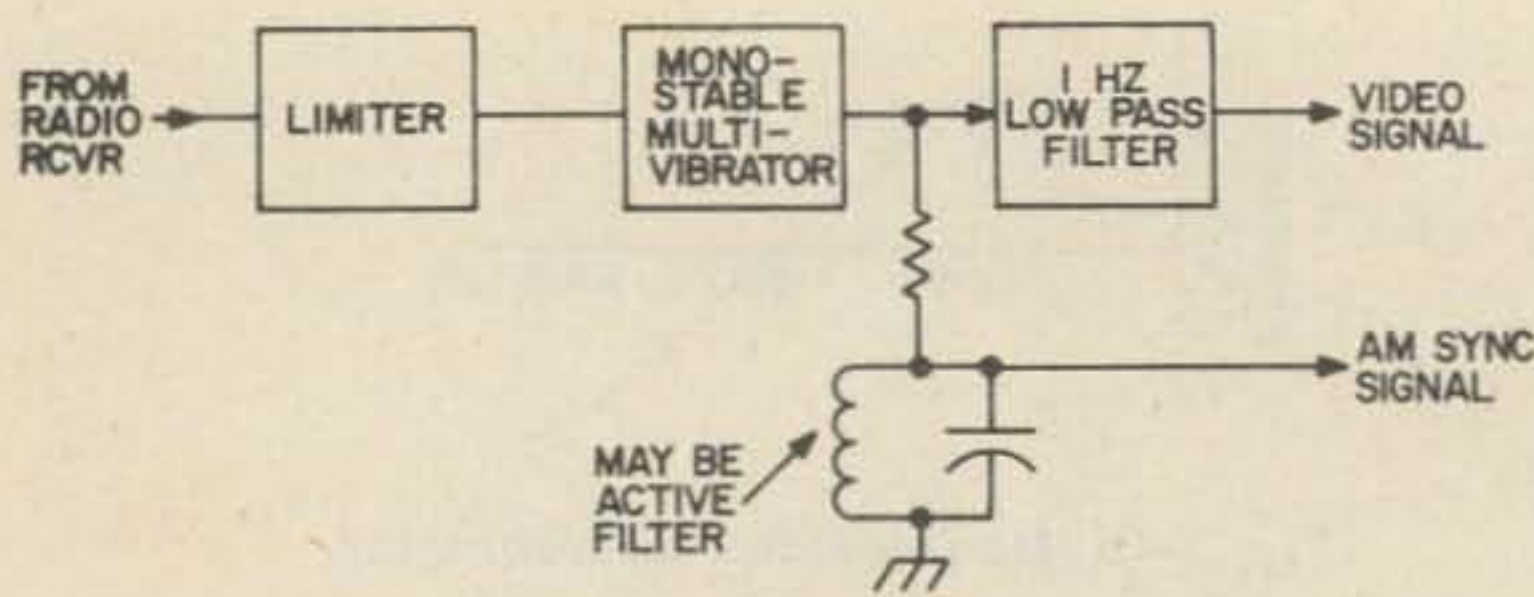 FROM
RADIO
RCVR
LIMITER
MONO-
STABLE
MULTI-
VIBRATOR
1 HZ
LOW PASS
FILTER
VIDEO
SIGNAL
AM SYNC
SIGNAL
MAY BE
ACTIVE
FILTER